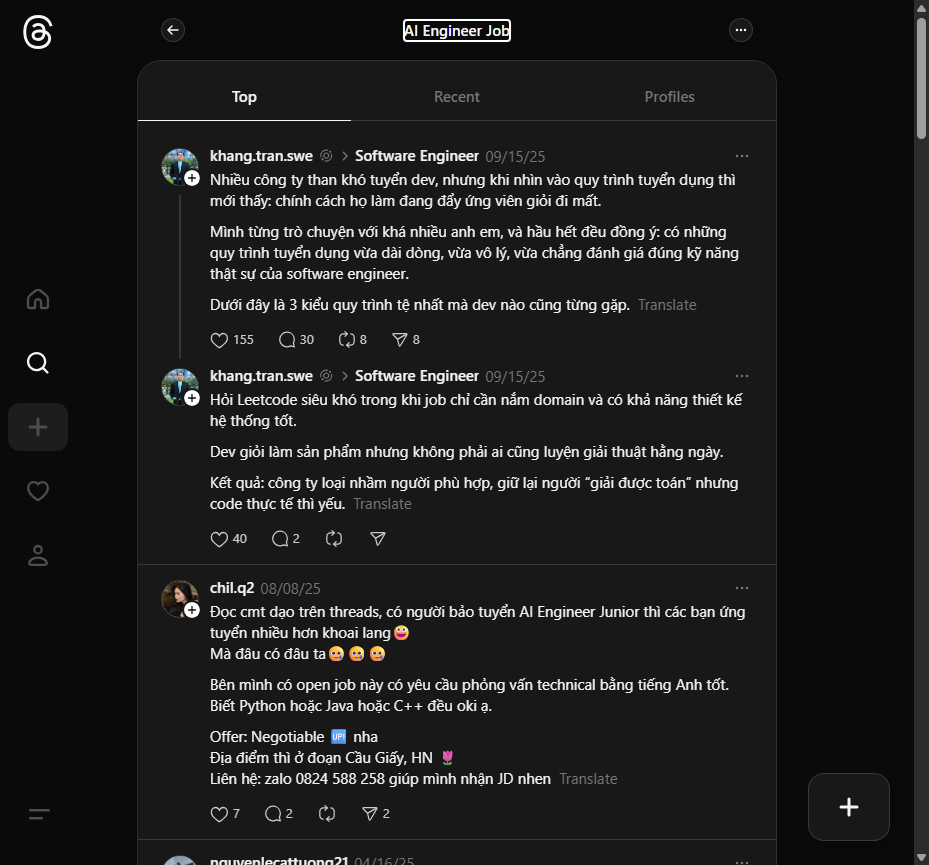 AI Engineer Job
Top
Recent
Profiles
khang.tran.swe > Software Engineer 09/15/25
Nhiều công ty than khó tuyển dev, nhưng khi nhìn vào quy trình tuyển dụng thì
mới thấy: chính cách họ làm đang đẩy ứng viên giỏi đi mất.
Mình từng trò chuyện với khá nhiều anh em, và hầu hết đều đồng ý: có những
quy trình tuyển dụng vừa dài dòng, vừa vô lý, vừa chẳng đánh giá đúng kỹ năng
thật sự của software engineer.
Dưới đây là 3 kiểu quy trình tệ nhất mà dev nào cũng từng gặp. Translate
155 30 8 8
khang.tran.swe > Software Engineer 09/15/25
Hỏi Leetcode siêu khó trong khi job chỉ cần nắm domain và có khả năng thiết kế
hệ thống tốt.
Dev giỏi làm sản phẩm nhưng không phải ai cũng luyện giải thuật hằng ngày.
Kết quả: công ty loại nhầm người phù hợp, giữ lại người “giải được toán” nhưng
code thực tế thì yếu. Translate
40 2
chil.q2 08/08/25
Đọc cmt dạo trên threads, có người bảo tuyển AI Engineer Junior thì các bạn ứng
tuyển nhiều hơn khoai lang🤪
Mà đâu có đâu ta🥹🥹🥹
Bên mình có open job này có yêu cầu phỏng vấn technical bằng tiếng Anh tốt.
Biết Python hoặc Java hoặc C++ đều oki ạ.
Offer: Negotiable 🆙 nha
Địa điểm thì ở đoạn Cầu Giấy, HN 🌷
Liên hệ: zalo 0824 588 258 giúp mình nhận JD nhen Translate
7 2 2
nguyenlecattuong21 04/16/25